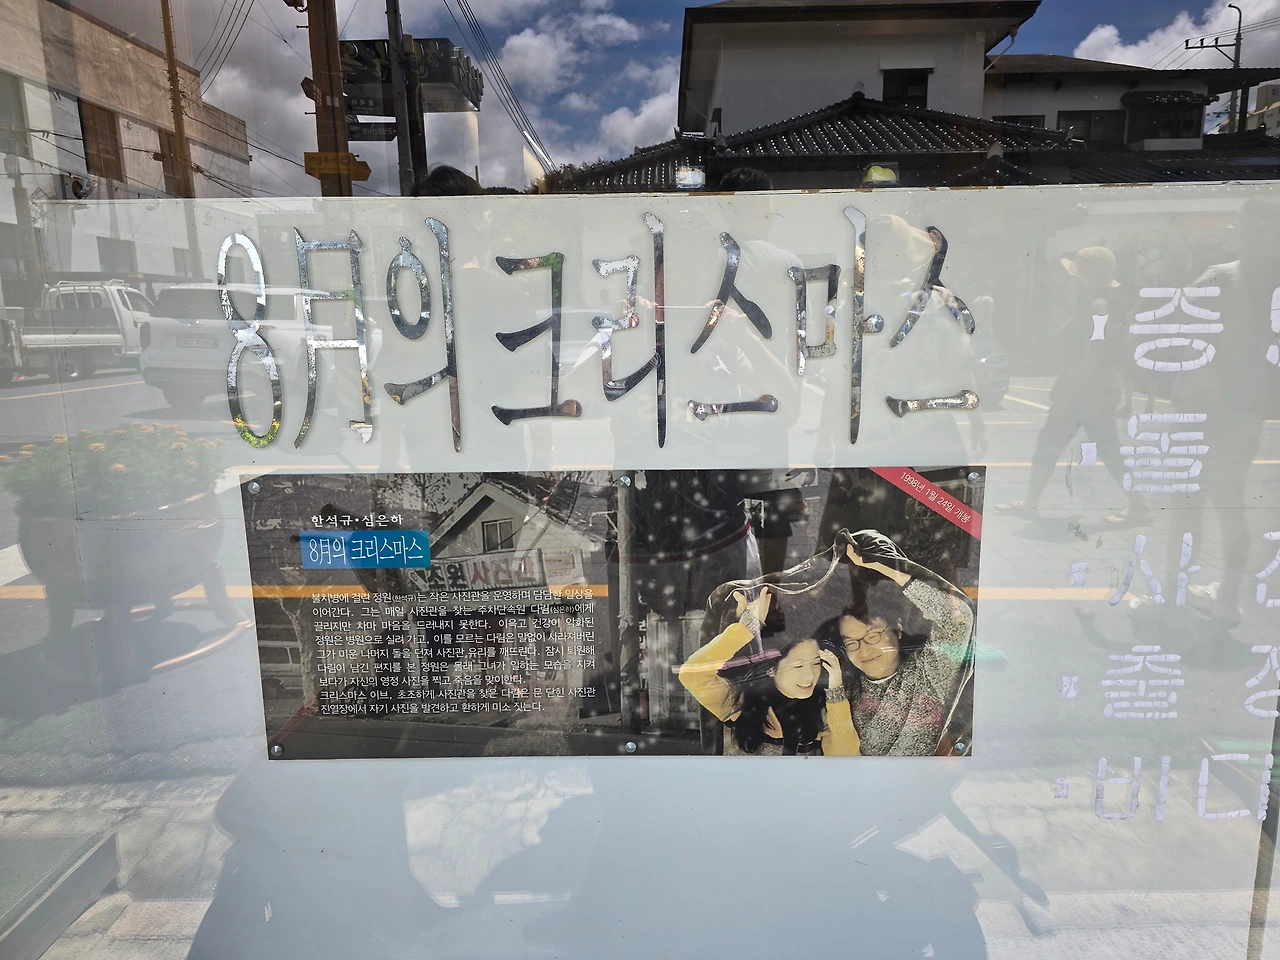 8月의 크리스마스
1998년 1월 24일 개봉
한석규·심은하
8月의 크리스마스
초원사진관
불치병에 걸린 정원(한석규)는 작은 사진관을 운영하며 담담한 일상을
이어간다. 그는 매일 사진관을 찾는 주차단속원 다림(심은하)에게
끌리지만 차마 마음을 드러내지 못한다. 이윽고 건강이 악화된
정원은 병원으로 실려 가고, 이를 모르는 다림은 말없이 사라져버린
그가 미운 나머지 돌을 던져 사진관 유리를 깨뜨린다. 잠시 퇴원해
다림이 남긴 편지를 본 정원은 몰래 그녀가 일하는 모습을 지켜
보다가 자신의 영정 사진을 찍고 죽음을 맞이한다.
크리스마스 이브, 초조하게 사진관을 찾은 다림은 문 닫힌 사진관
진열장에서 자기 사진을 발견하고 환하게 미소 짓는다.
증
돌
사
출
비디